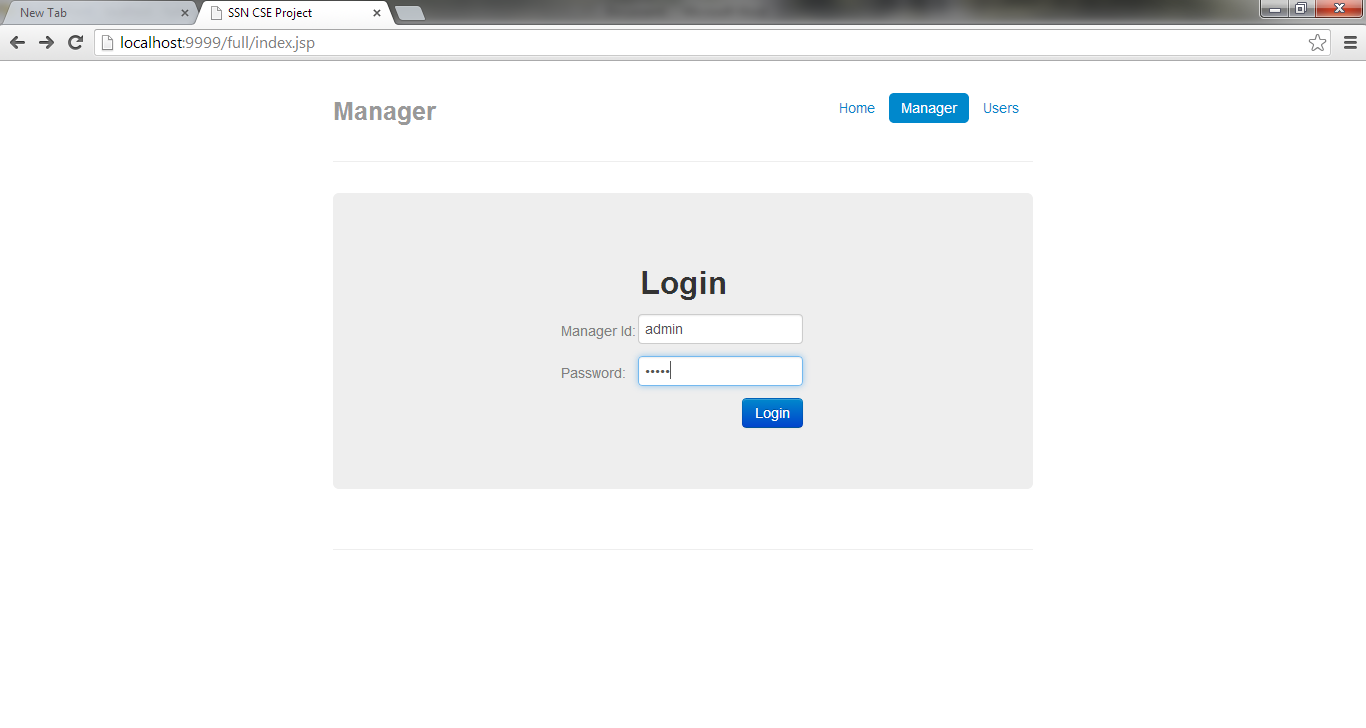 New Tab
SSN CSE Project
localhost:9999/full/index.jsp
Manager
Home Manager Users
Login
Manager Id: admin
Password: •••••
Login